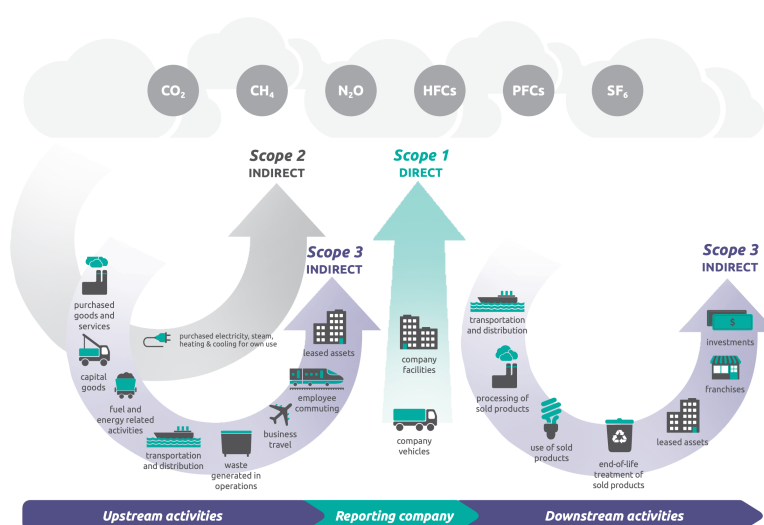 CO₂
CH₄
N₂O
HFCs
PFCs
SF₆
Scope 2
INDIRECT
Scope 1
DIRECT
Scope 3
INDIRECT
Scope 3
INDIRECT
purchased
goods and
services
capital
goods
fuel and
energy related
activities
purchased electricity, steam,
heating & cooling for own use
transportation
and distribution
waste
generated in
operations
business
travel
employee
commuting
leased assets
company
facilities
company
vehicles
transportation
and distribution
processing of
sold products
use of sold
products
end-of-life
treatment of
sold products
leased assets
franchises
$
investments
Upstream activities
Reporting company
Downstream activities